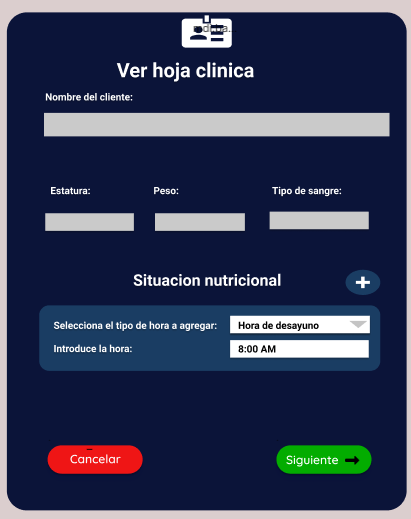 Ver hoja clinica
Nombre del cliente:
Estatura: Peso: Tipo de sangre:
Situacion nutricional
Selecciona el tipo de hora a agregar: Hora de desayuno
Introduce la hora: 8:00 AM
Cancelar Siguiente